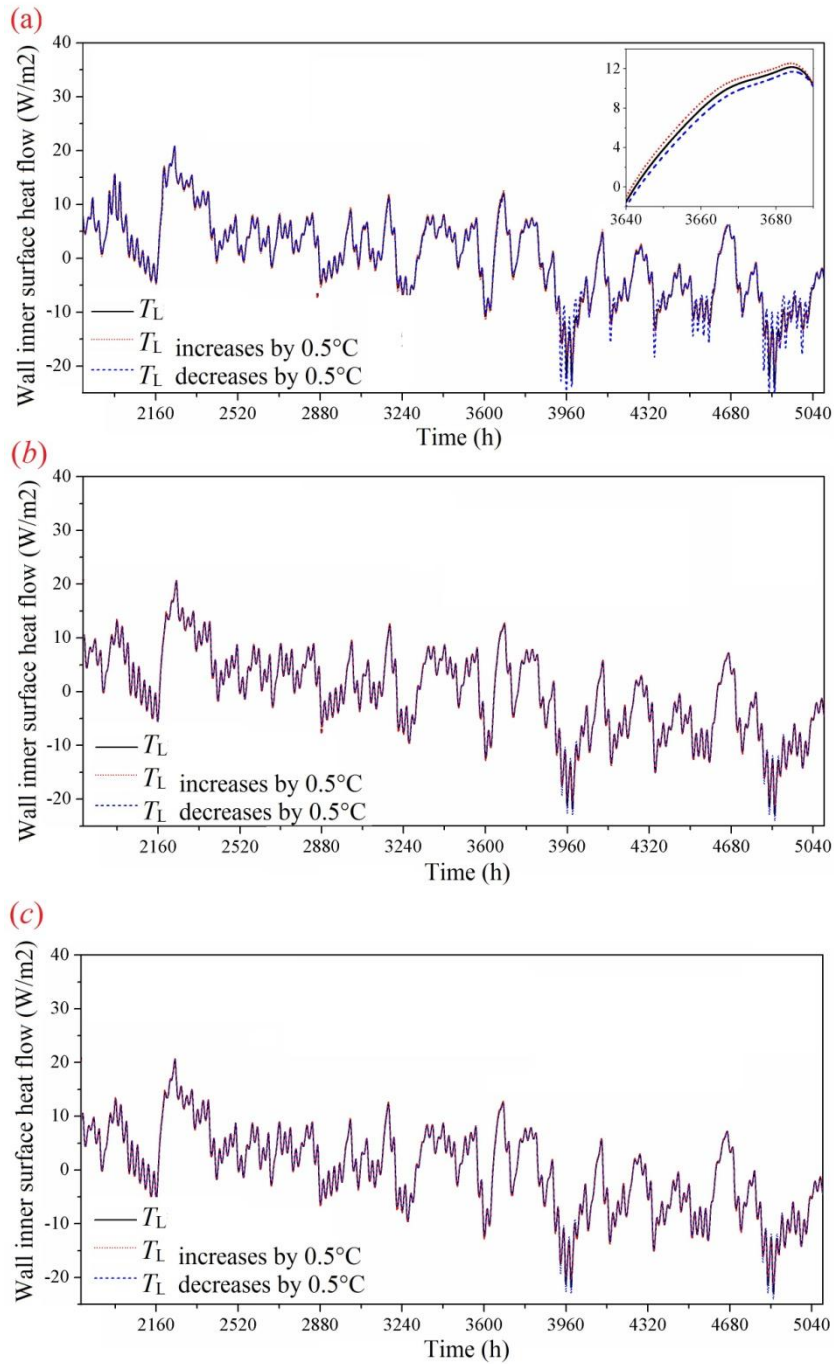 (a)
Wall inner surface heat flow (W/m2)
40
30
20
10
0
-10
-20
12
8
4
0
3640
3660
3680
T_L
T_L increases by 0.5°C
T_L decreases by 0.5°C
2160 2520 2880 3240 3600 3960 4320 4680 5040
Time (h)
(b)
Wall inner surface heat flow (W/m2)
40
30
20
10
0
-10
-20
T_L
T_L increases by 0.5°C
T_L decreases by 0.5°C
2160 2520 2880 3240 3600 3960 4320 4680 5040
Time (h)
(c)
Wall inner surface heat flow (W/m2)
40
30
20
10
0
-10
-20
T_L
T_L increases by 0.5°C
T_L decreases by 0.5°C
2160 2520 2880 3240 3600 3960 4320 4680 5040
Time (h)